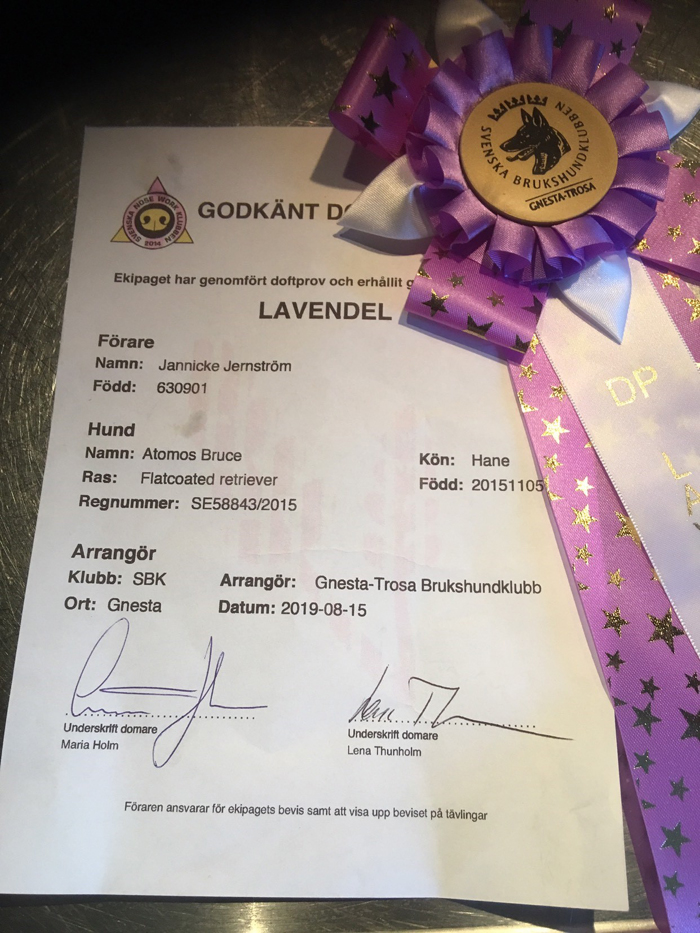 SVENSKA BRUKSHUNDKLUBBEN
GNESTA-TROSA
SVENSKA NOSE WORK KLUBBEN
2014
GODKÄNT
Ekipaget har genomfört doftprov och erhållit
LAVENDEL
Förare
Namn: Jannicke Jernström
Född: 630901
Hund
Namn: Atomos Bruce
Kön: Hane
Ras: Flatcoated retriever
Född: 20151105
Regnummer: SE58843/2015
Arrangör
Klubb: SBK
Arrangör: Gnesta-Trosa Brukshundklubb
Ort: Gnesta
Datum: 2019-08-15
Underskrift domare
Maria Holm
Underskrift domare
Lena Thunholm
Föraren ansvarar för ekipagets bevis samt att visa upp beviset på tävlingar
DP